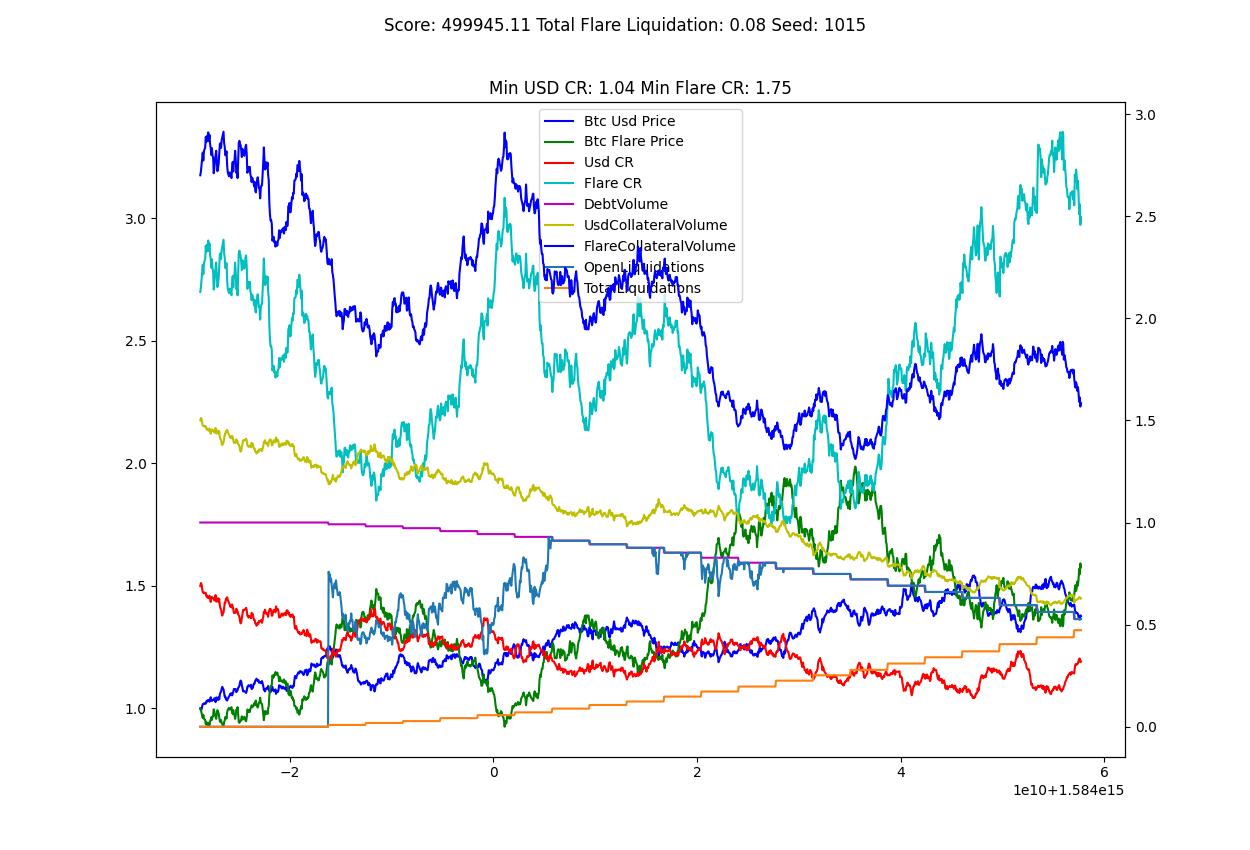 Score: 499945.11 Total Flare Liquidation: 0.08 Seed: 1015
Min USD CR: 1.04 Min Flare CR: 1.75
Btc Usd Price
Btc Flare Price
Usd CR
Flare CR
DebtVolume
UsdCollateralVolume
FlareCollateralVolume
OpenLiquidations
TotalLiquidations
3.0
2.5
2.0
1.5
1.0
3.0
2.5
2.0
1.5
1.0
0.5
0.0
−2 0 2 4 6
1e10+1.584e15